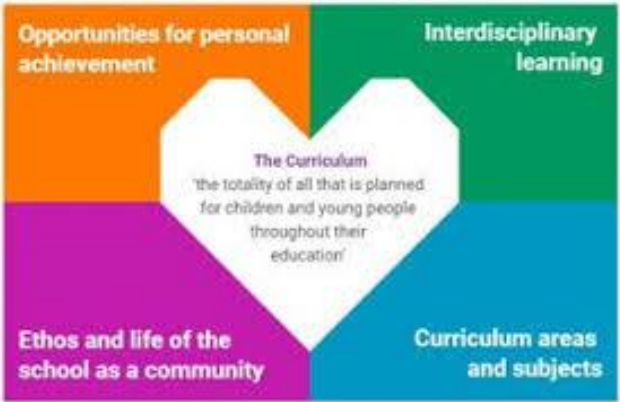 Opportunities for personal
achievement
Interdisciplinary
learning
The Curriculum
'the totality of all that is planned
for children and young people
throughout their
education'
Ethos and life of the
school as a community
Curriculum areas
and subjects